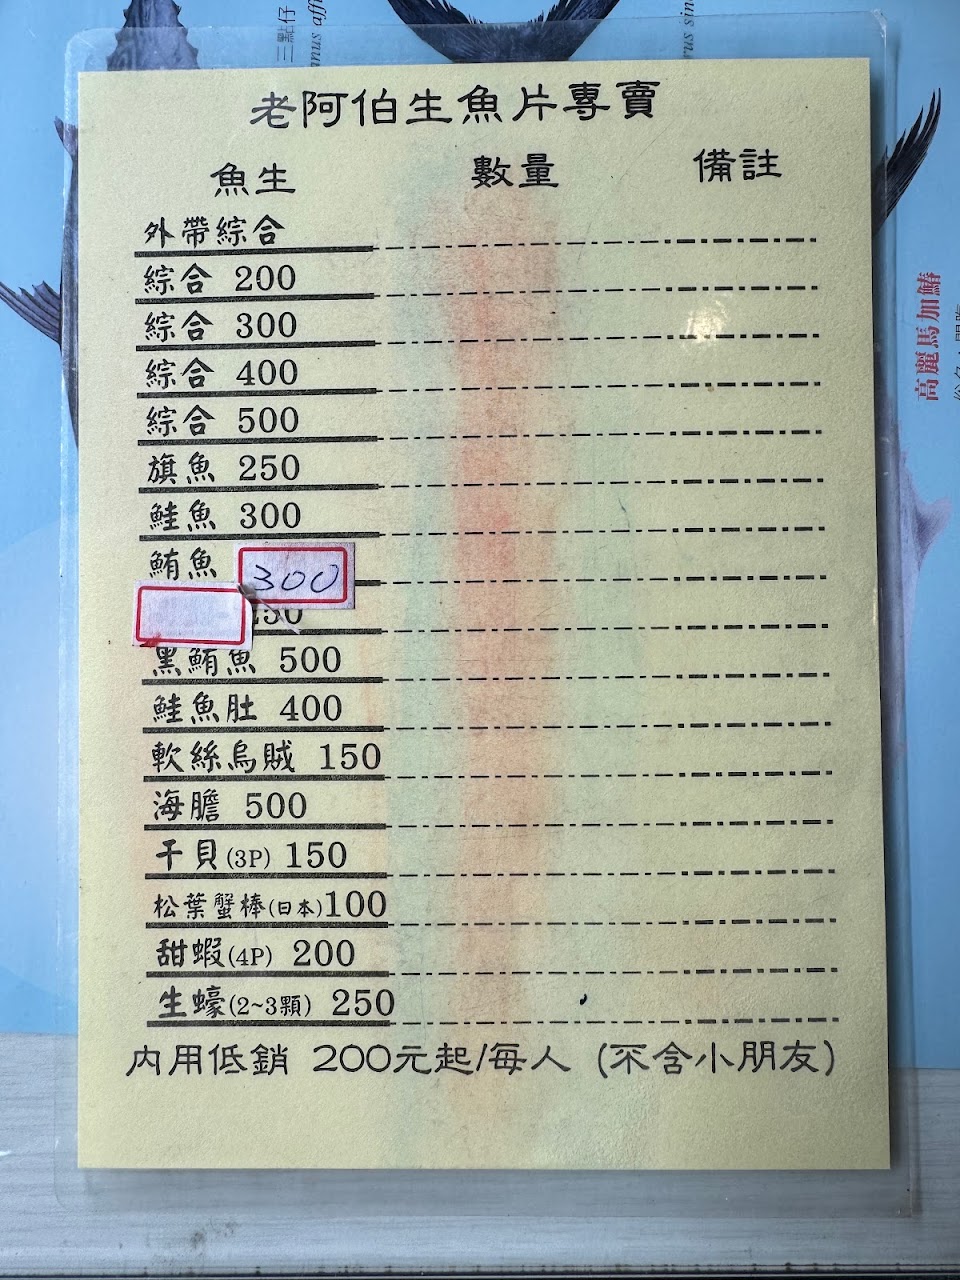 三點仔
老阿伯生魚片專賣
魚生 數量 備註
外帶綜合
綜合 200
綜合 300
綜合 400
綜合 500
旗魚 250
鮭魚 300
鮪魚 300
黑鮪魚 500
鮭魚肚 400
軟絲烏賊 150
海膽 500
干貝(3P) 150
松葉蟹棒(日本)100
甜蝦(4P) 200
生蠔(2~3顆) 250
內用低銷 200元起/每人 (不含小朋友)
高麗馬加鰆